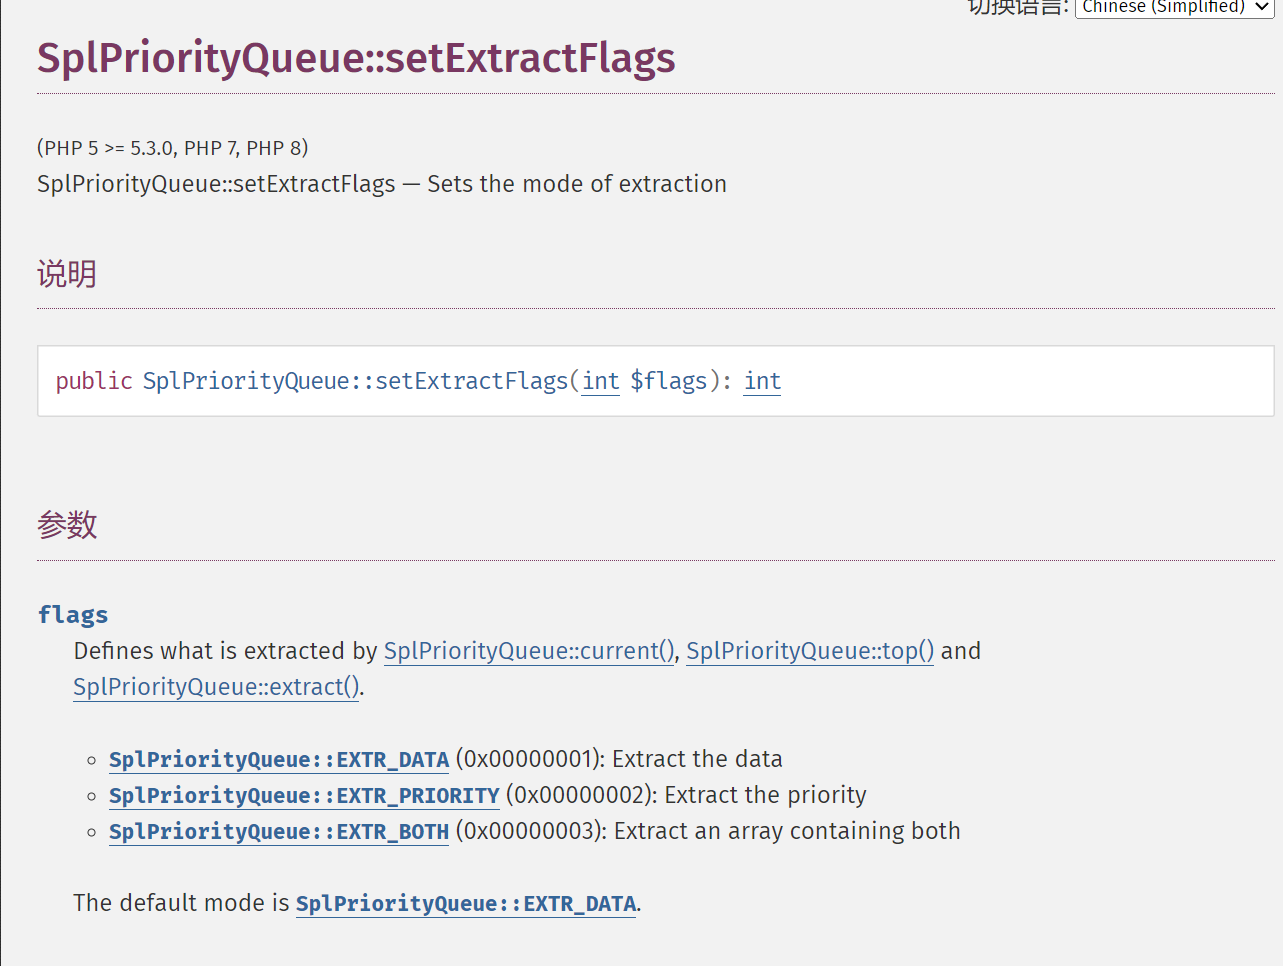 切换语言: Chinese (Simplified)
SplPriorityQueue::setExtractFlags
(PHP 5 >= 5.3.0, PHP 7, PHP 8)
SplPriorityQueue::setExtractFlags — Sets the mode of extraction
说明
public SplPriorityQueue::setExtractFlags(int $flags): int
参数
flags
Defines what is extracted by SplPriorityQueue::current(), SplPriorityQueue::top() and
SplPriorityQueue::extract().
SplPriorityQueue::EXTR_DATA (0x00000001): Extract the data
SplPriorityQueue::EXTR_PRIORITY (0x00000002): Extract the priority
SplPriorityQueue::EXTR_BOTH (0x00000003): Extract an array containing both
The default mode is SplPriorityQueue::EXTR_DATA.